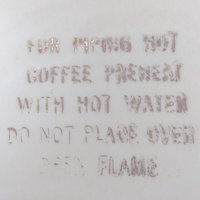 FOR PIPING HOT
COFFEE PREHEAT
WITH HOT WATER
DO NOT PLACE OVER
FLAME